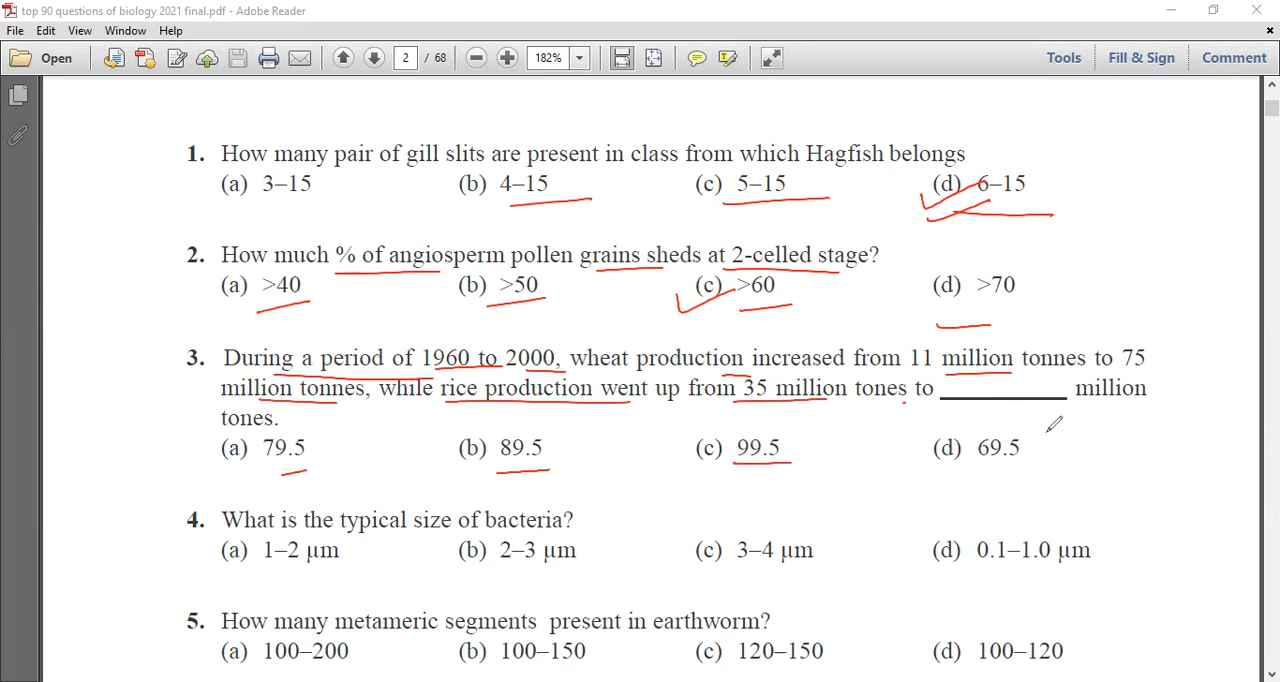 top 90 questions of biology 2021 final.pdf - Adobe Reader
File Edit View Window Help
Open 2 / 68 182% Tools Fill & Sign Comment
1. How many pair of gill slits are present in class from which Hagfish belongs
(a) 3–15 (b) 4–15 (c) 5–15 (d) 6–15
2. How much % of angiosperm pollen grains sheds at 2-celled stage?
(a) >40 (b) >50 (c) >60 (d) >70
3. During a period of 1960 to 2000, wheat production increased from 11 million tonnes to 75
million tonnes, while rice production went up from 35 million tones to __________ million
tones.
(a) 79.5 (b) 89.5 (c) 99.5 (d) 69.5
4. What is the typical size of bacteria?
(a) 1–2 µm (b) 2–3 µm (c) 3–4 µm (d) 0.1–1.0 µm
5. How many metameric segments present in earthworm?
(a) 100–200 (b) 100–150 (c) 120–150 (d) 100–120